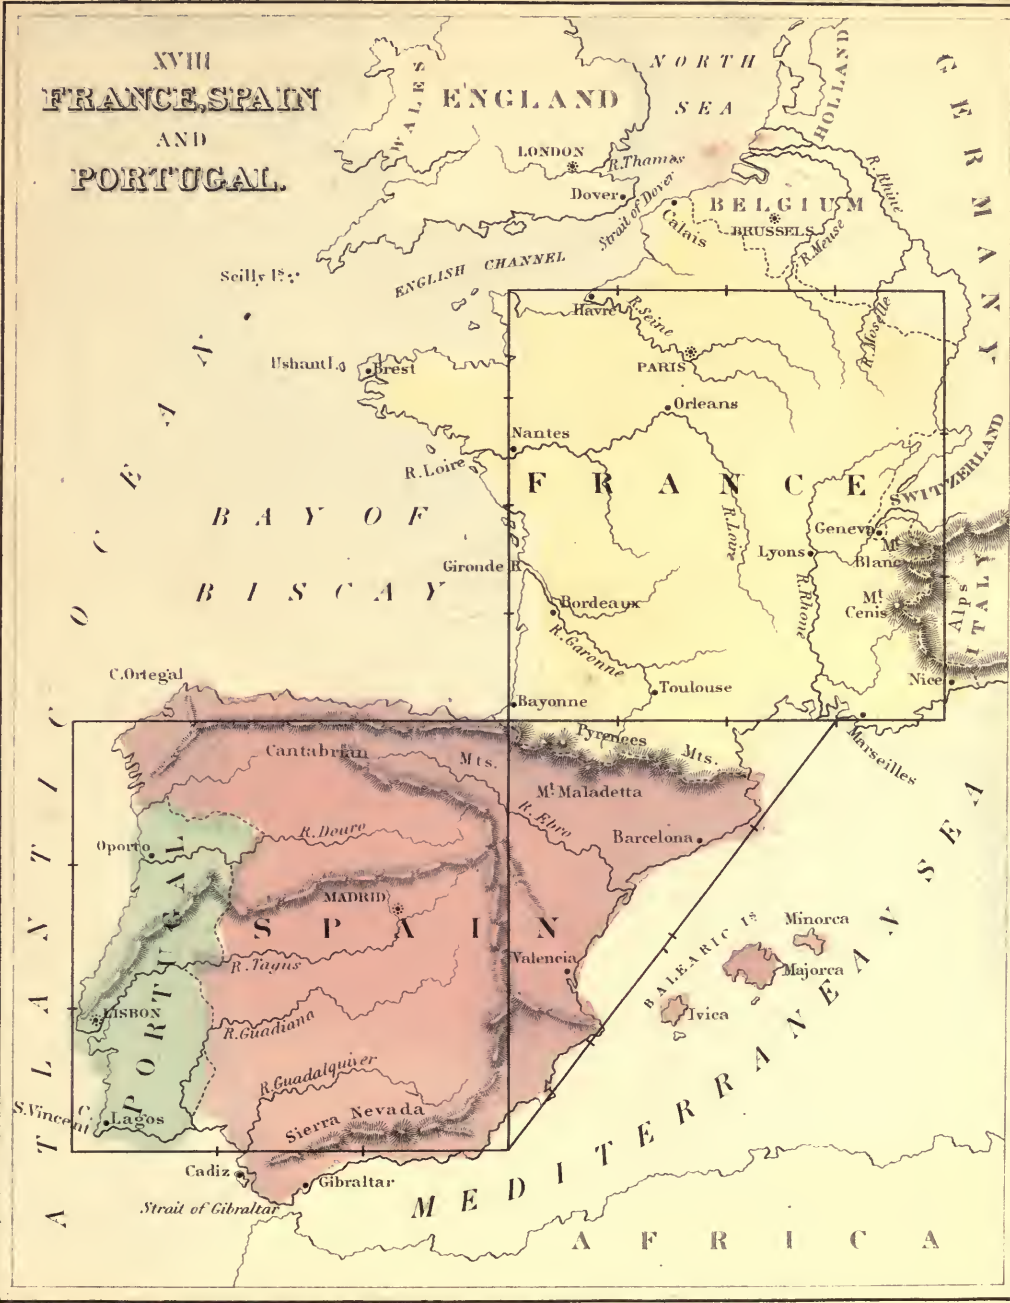 XVIII
FRANCE, SPAIN
AND
PORTUGAL.
WALES
ENGLAND
NORTH
SEA
HOLLAND
GERMANY
LONDON
R. Thames
Dover
Strait of Dover
Calais
BELGIUM
BRUSSELS
R. Meuse
R. Rhine
R. Moselle
Scilly Is.
ENGLISH CHANNEL
Havre
R. Seine
PARIS
Ushant I.
Brest
Orleans
Nantes
R. Loire
FRANCE
SWITZERLAND
BAY OF
BISCAY
R. Loire
Geneva
Lyons
Mt.
Blanc
Gironde R
Bordeaux
R. Garonne
R. Rhone
Mt.
Cenis
Alps
ITALY
C. Ortegal
Bayonne
Toulouse
Nice
Marseilles
Pyrenees Mts.
Cantabrian Mts.
Mt. Maladetta
R. Ebro
Barcelona
R. Douro
Oporto
PORTUGAL
MADRID
SPAIN
Valencia
BALEARIC Is
Minorca
Majorca
Ivica
R. Tagus
LISBON
R. Guadiana
R. Guadalquiver
Sierra Nevada
C.
S. Vincent
Lagos
Cadiz
Gibraltar
Strait of Gibraltar
ATLANTIC OCEAN
MEDITERRANEAN SEA
AFRICA